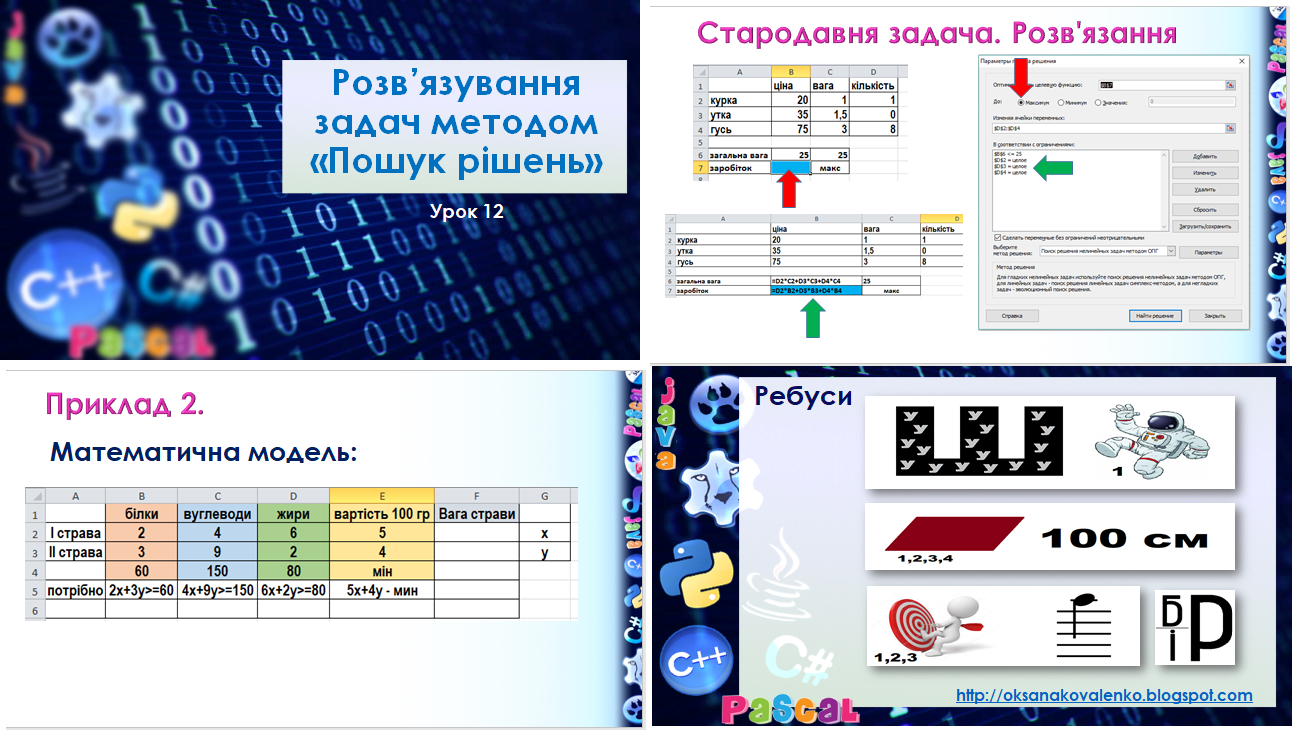 Java
C++
C#
PascaL
Розв’язування
задач методом
«Пошук рішень»
Урок 12
Стародавня задача. Розв'язання
A B C D
1 ціна вага кількість
2 курка 20 1 1
3 утка 35 1,5 0
4 гусь 75 3 8
5
6 загальна вага 25 25
7 заробіток макс
A B C D
1 ціна вага кількість
2 курка 20 1 1
3 утка 35 1,5 0
4 гусь 75 3 8
5
6 загальна вага =D2*C2+D3*C3+D4*C4 25
7 заробіток =D2*B2+D3*B3+D4*B4 макс
Параметры решения
Оптимизировать целевую функцию: $B$7
До: Максимум Минимум Значения: 0
Изменяя ячейки переменных:
$D$2:$D$4
В соответствии с ограничениями:
$B$6 <= 25
$D$2 = целое
$D$3 = целое
$D$4 = целое
Добавить
Изменить
Удалить
Сбросить
Загрузить/сохранить
Сделать переменные без ограничений неотрицательными
Выберите
метод решения: Поиск решения нелинейных задач методом ОПГ Параметры
Метод решения
Для гладких нелинейных задач используйте поиск решения нелинейных задач методом ОПГ,
для линейных задач - поиск решения линейных задач симплекс-методом, а для негладких
задач - эволюционный поиск решения.
Справка Найти решение Закрыть
Приклад 2.
Математична модель:
A B C D E F G
1 білки вуглеводи жири вартість 100 гр Вага страви
2 I страва 2 4 6 5 x
3 II страва 3 9 2 4 y
4 60 150 80 мін
5 потрібно 2x+3y>=60 4x+9y>=150 6x+2y>=80 5x+4y - мин
6
Java
Ребуси
У У У У У У У У У У У У У
1
1,2,3,4
100 см
1,2,3
Б
і
Р
C++
C#
PascaL
http://oksanakovalenko.blogspot.com